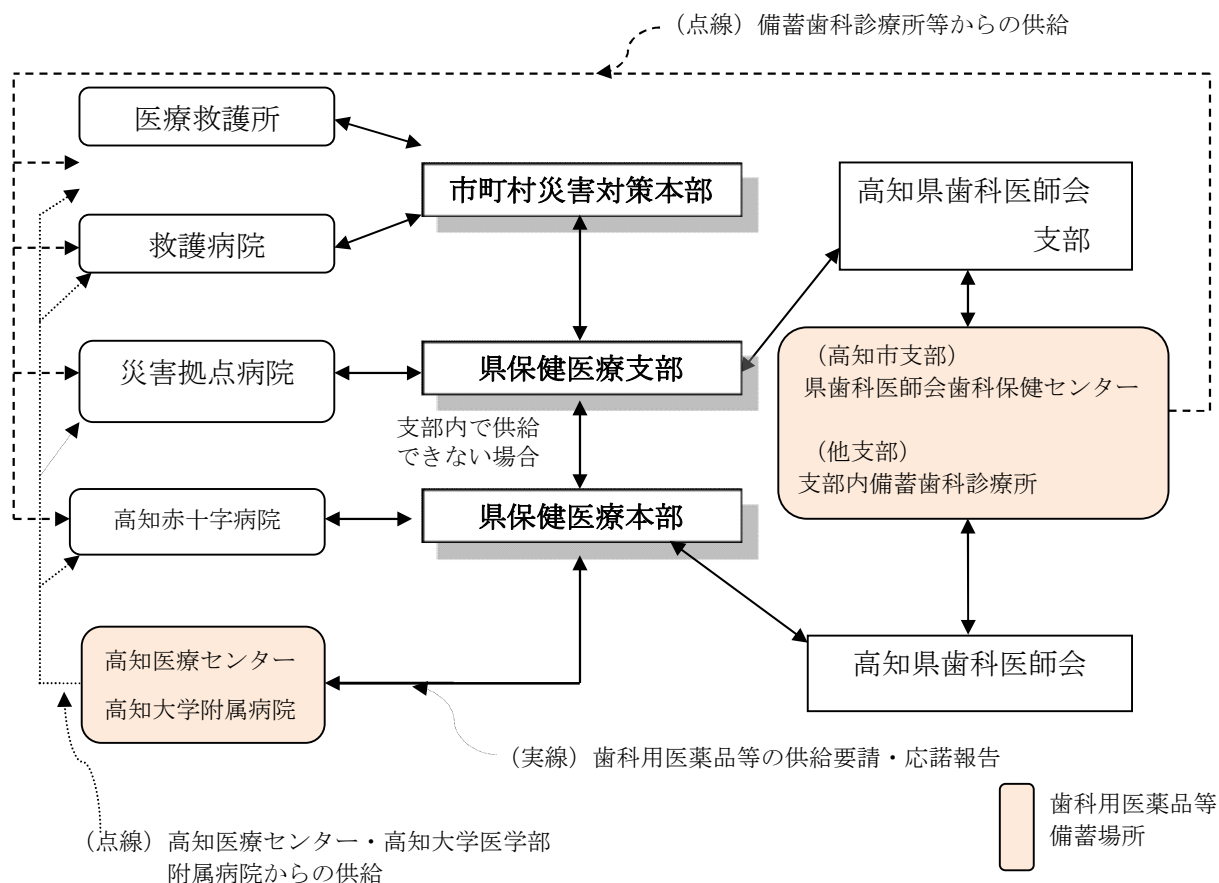 （点線）備蓄歯科診療所等からの供給
医療救護所
市町村災害対策本部
高知県歯科医師会
支部
救護病院
災害拠点病院
県保健医療支部
（高知市支部）
県歯科医師会歯科保健センター
（他支部）
支部内備蓄歯科診療所
支部内で供給
できない場合
高知赤十字病院
県保健医療本部
高知医療センター
高知大学附属病院
高知県歯科医師会
（実線）歯科用医薬品等の供給要請・応諾報告
（点線）高知医療センター・高知大学医学部
附属病院からの供給
歯科用医薬品等
備蓄場所